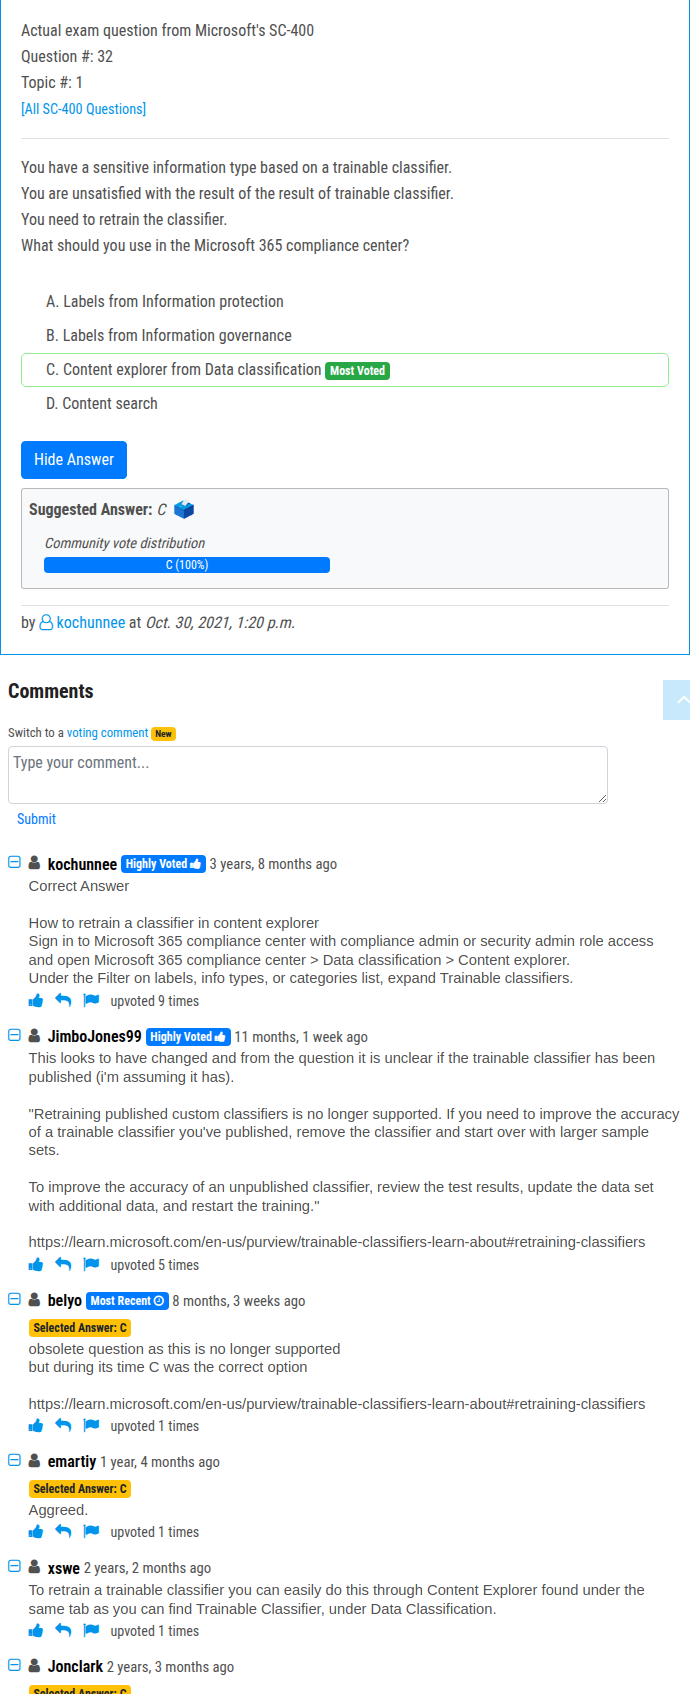 Actual exam question from Microsoft's SC-400
Question #: 32
Topic #: 1
[All SC-400 Questions]
You have a sensitive information type based on a trainable classifier.
You are unsatisfied with the result of the result of trainable classifier.
You need to retrain the classifier.
What should you use in the Microsoft 365 compliance center?
A. Labels from Information protection
B. Labels from Information governance
C. Content explorer from Data classification Most Voted
D. Content search
Hide Answer
Suggested Answer: C
Community vote distribution
C (100%)
by kochunnee at Oct. 30, 2021, 1:20 p.m.
Comments
Switch to a voting comment New
Type your comment...
Submit
kochunnee Highly Voted 3 years, 8 months ago
Correct Answer
How to retrain a classifier in content explorer
Sign in to Microsoft 365 compliance center with compliance admin or security admin role access
and open Microsoft 365 compliance center > Data classification > Content explorer.
Under the Filter on labels, info types, or categories list, expand Trainable classifiers.
upvoted 9 times
JimboJones99 Highly Voted 11 months, 1 week ago
This looks to have changed and from the question it is unclear if the trainable classifier has been
published (i'm assuming it has).
"Retraining published custom classifiers is no longer supported. If you need to improve the accuracy
of a trainable classifier you've published, remove the classifier and start over with larger sample
sets.
To improve the accuracy of an unpublished classifier, review the test results, update the data set
with additional data, and restart the training."
https://learn.microsoft.com/en-us/purview/trainable-classifiers-learn-about#retraining-classifiers
upvoted 5 times
belyo Most Recent 8 months, 3 weeks ago
Selected Answer: C
obsolete question as this is no longer supported
but during its time C was the correct option
https://learn.microsoft.com/en-us/purview/trainable-classifiers-learn-about#retraining-classifiers
upvoted 1 times
emartiy 1 year, 4 months ago
Selected Answer: C
Aggreed.
upvoted 1 times
xswe 2 years, 2 months ago
To retrain a trainable classifier you can easily do this through Content Explorer found under the
same tab as you can find Trainable Classifier, under Data Classification.
upvoted 1 times
Jonclark 2 years, 3 months ago
Selected Answer: C